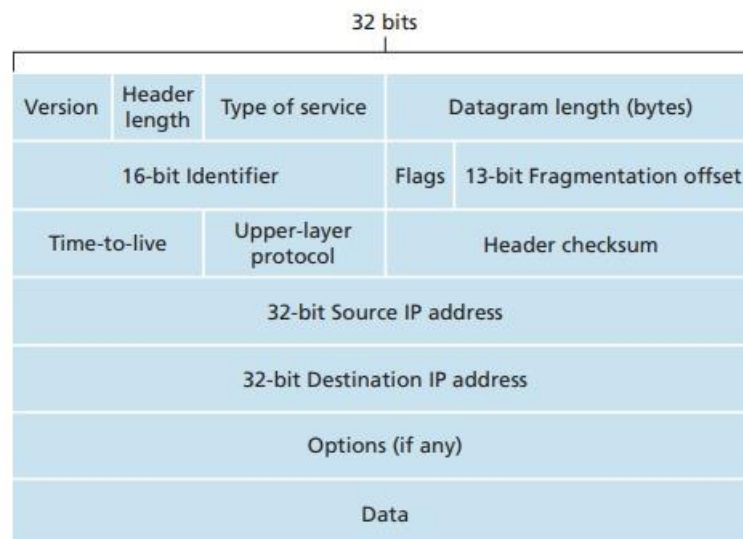 32 bits
Version
Header
length
Type of service
Datagram length (bytes)
16-bit Identifier
Flags
13-bit Fragmentation offset
Time-to-live
Upper-layer
protocol
Header checksum
32-bit Source IP address
32-bit Destination IP address
Options (if any)
Data